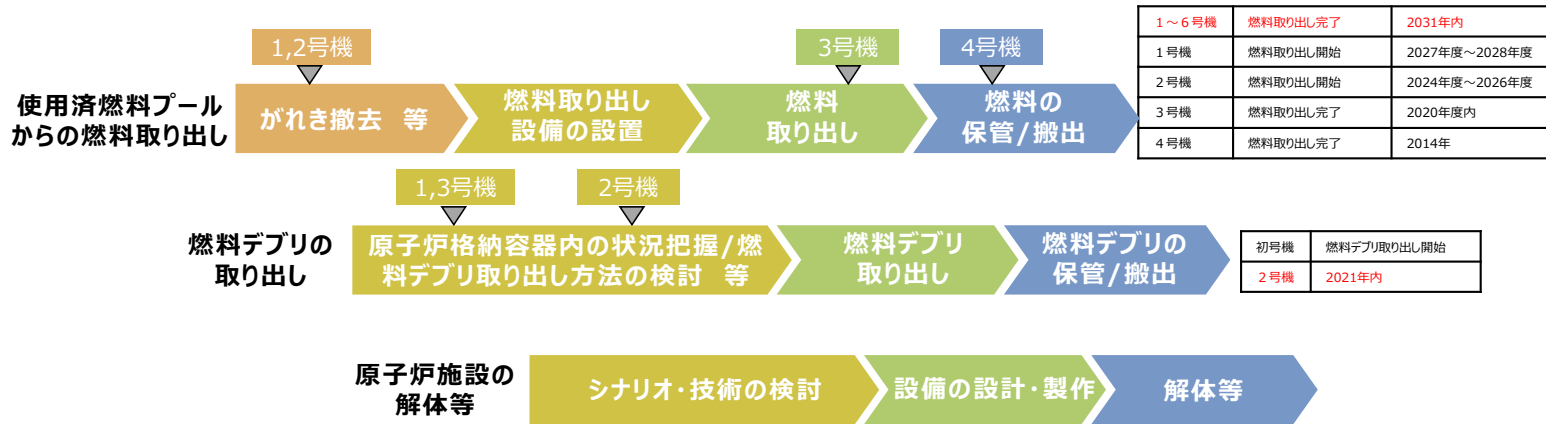 1,2号機
3号機
4号機
使用済燃料プール
からの燃料取り出し
がれき撤去 等
燃料取り出し
設備の設置
燃料
取り出し
燃料の
保管/搬出
1～6号機 燃料取り出し完了 2031年内
1号機 燃料取り出し開始 2027年度～2028年度
2号機 燃料取り出し開始 2024年度～2026年度
3号機 燃料取り出し完了 2020年度内
4号機 燃料取り出し完了 2014年
1,3号機
2号機
燃料デブリの
取り出し
原子炉格納容器内の状況把握/燃
料デブリ取り出し方法の検討 等
燃料デブリ
取り出し
燃料デブリの
保管/搬出
初号機 燃料デブリ取り出し開始
2号機 2021年内
原子炉施設の
解体等
シナリオ・技術の検討
設備の設計・製作
解体等